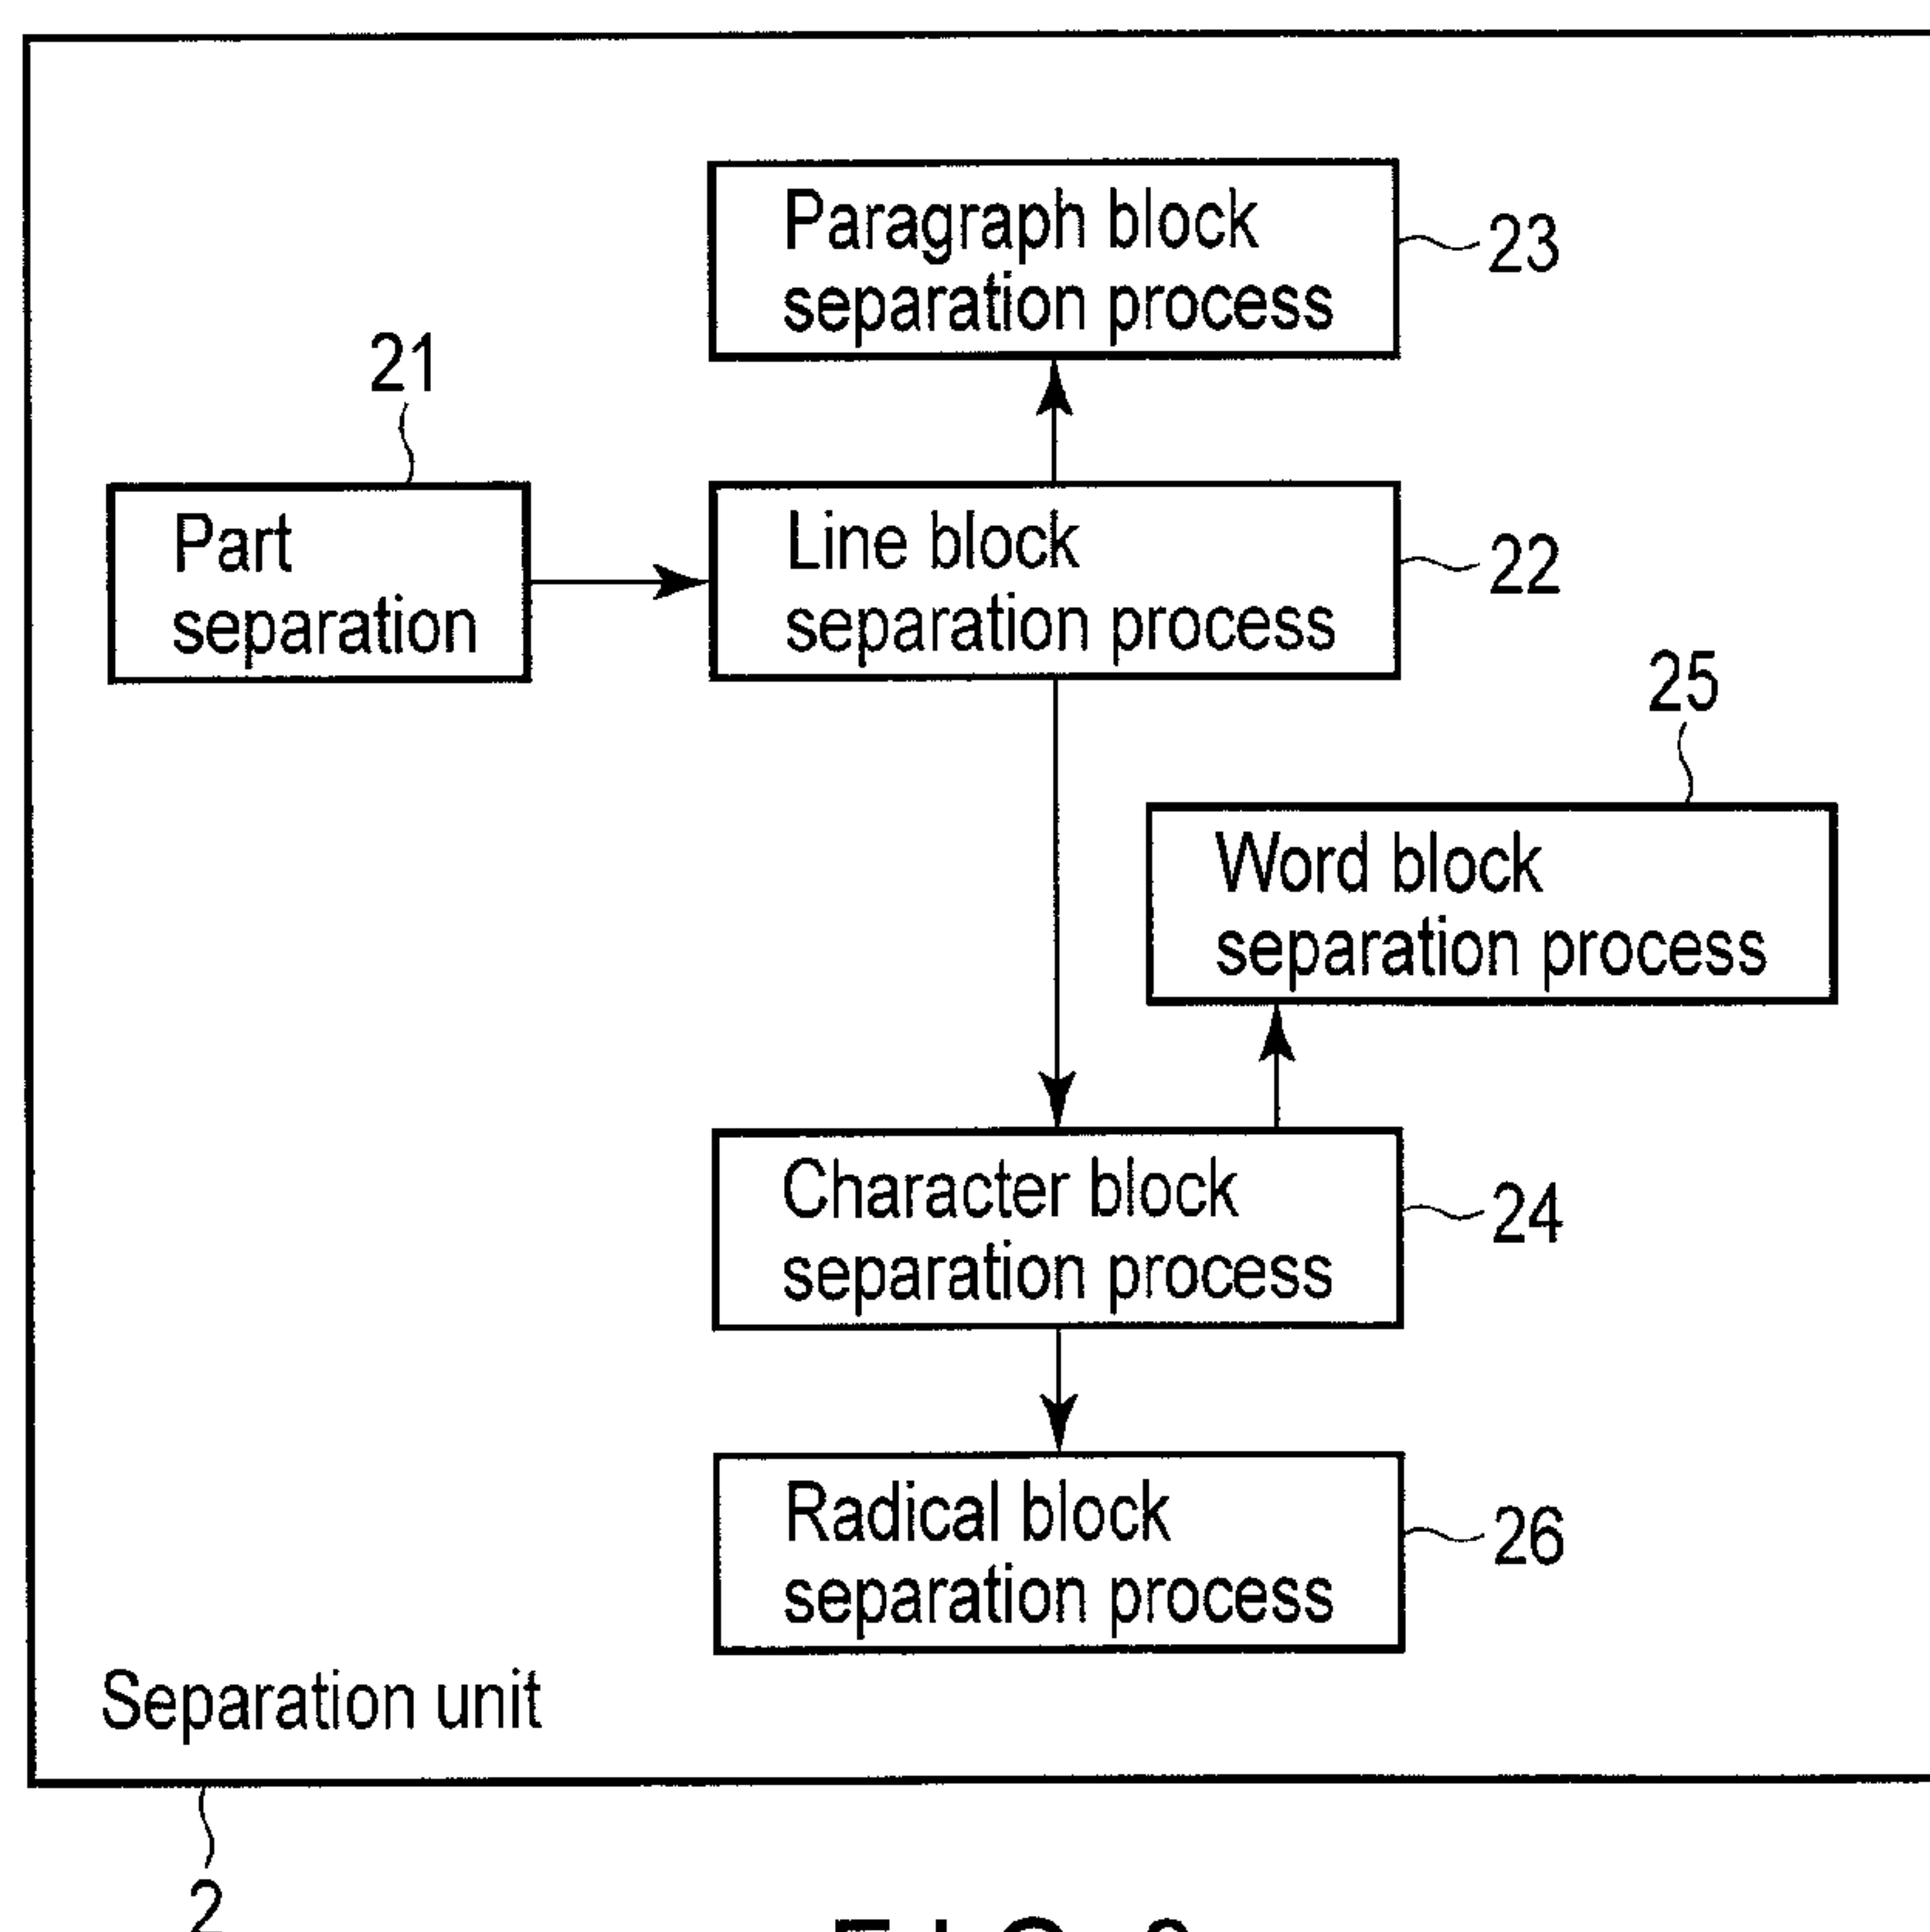 Paragraph block
separation process
23
21
Part
separation
Line block
separation process
22
25
Word block
separation process
Character block
separation process
24
Radical block
separation process
26
Separation unit
2